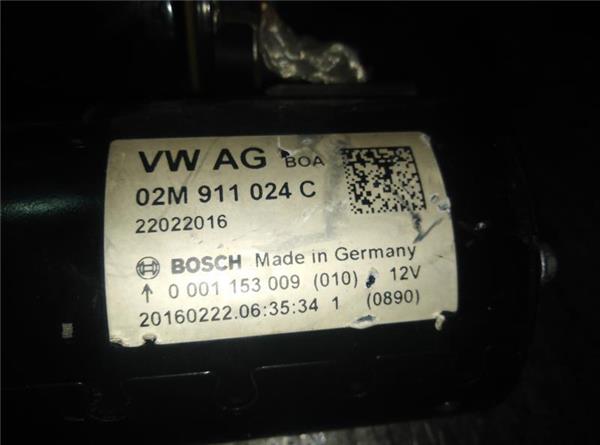 VW AG BOA
02M 911 024 C
22022016
BOSCH Made in Germany
↑ 0 001 153 009 (010) 12V
20160222.06:35:34 1 (0890)